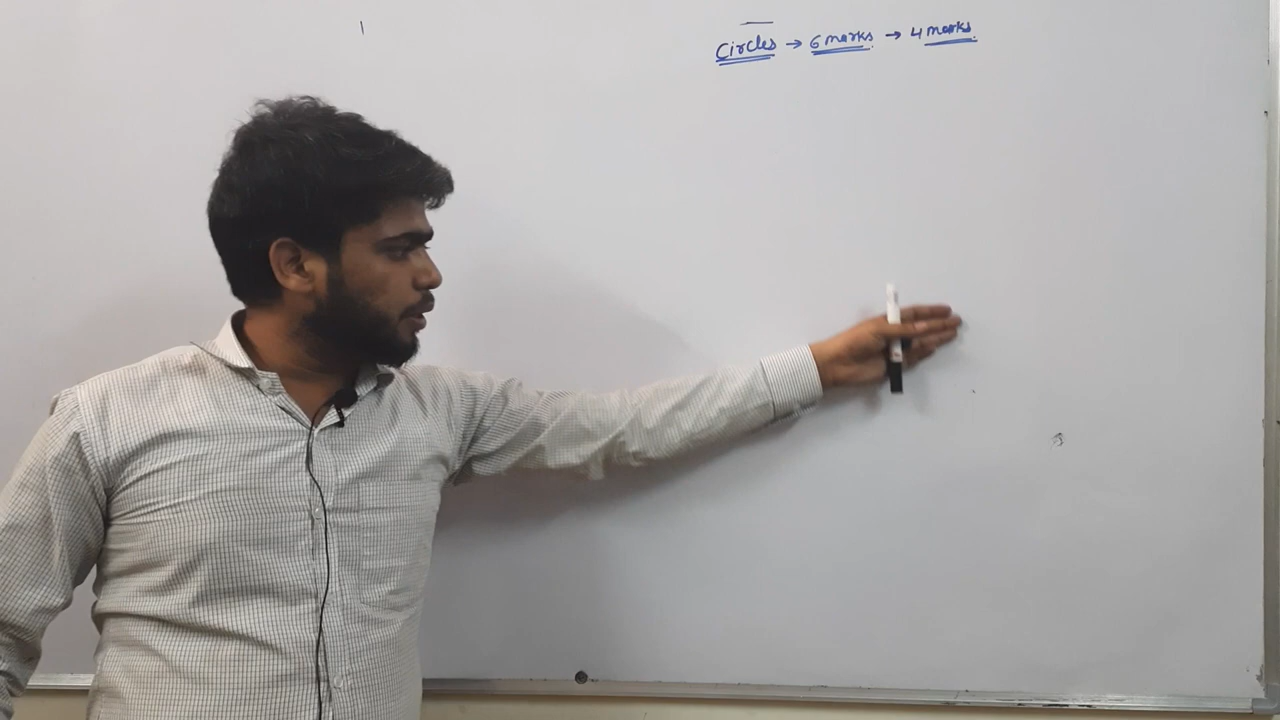 Circles → 6 marks → 4 marks.